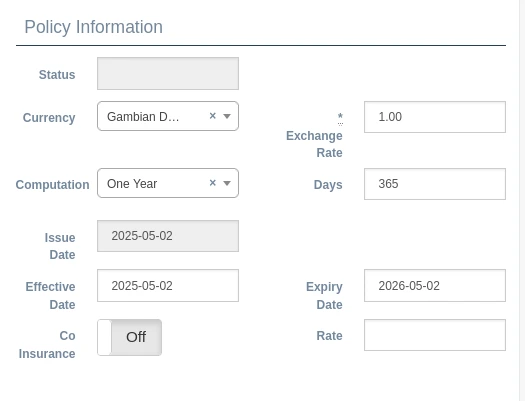 Policy Information
Status
Currency
Gambian D… ×
* Exchange Rate
1.00
Computation
One Year ×
Days
365
Issue Date
2025-05-02
Effective Date
2025-05-02
Expiry Date
2026-05-02
Co Insurance
Off
Rate